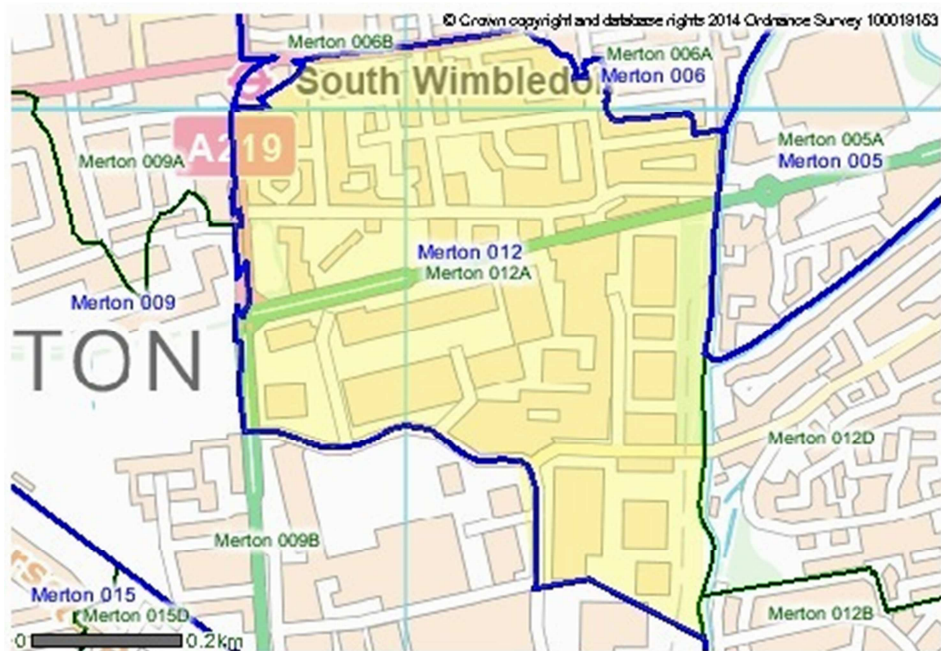 © Crown copyright and database rights 2014 Ordnance Survey 100019153
Merton 006B
Merton 006A
South Wimbledon
Merton 006
A219
Merton 009A
Merton 005A
Merton 005
Merton 012
Merton 012A
Merton 009
TON
Merton 012D
Merton 009B
Merton 015
Merton 015D
Merton 012B
0
0.2km